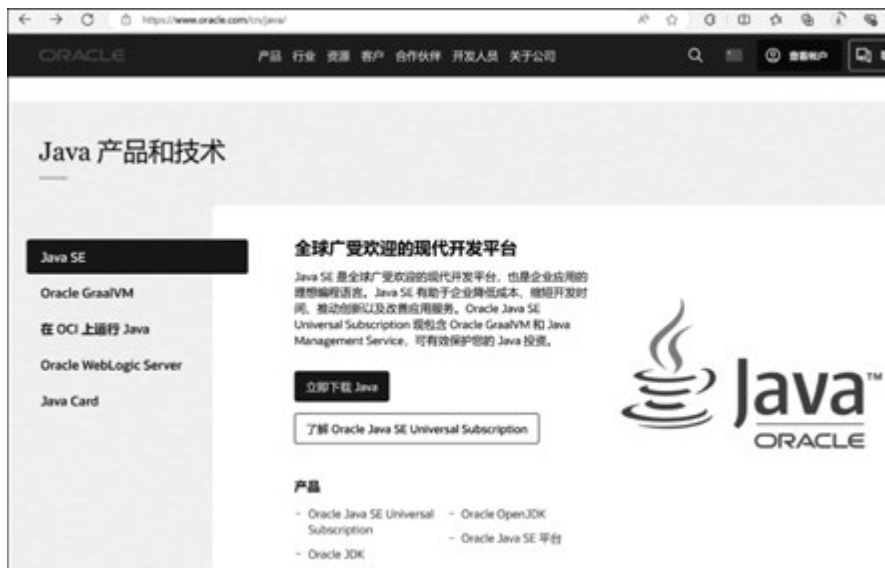 https://www.oracle.com/cn/java/
ORACLE
产品 行业 资源 客户 合作伙伴 开发人员 关于公司
查看帐户
Java 产品和技术
Java SE
Oracle GraalVM
在 OCI 上运行 Java
Oracle WebLogic Server
Java Card
全球广受欢迎的现代开发平台
Java SE 是全球广受欢迎的现代开发平台，也是企业应用的
理想编程语言。Java SE 有助于企业降低成本、缩短开发时
间、推动创新以及改善应用服务。Oracle Java SE
Universal Subscription 现包含 Oracle GraalVM 和 Java
Management Service，可有效保护您的 Java 投资。
立即下载 Java
了解 Oracle Java SE Universal Subscription
Java™
ORACLE
产品
- Oracle Java SE Universal
Subscription
- Oracle JDK
- Oracle OpenJDK
- Oracle Java SE 平台